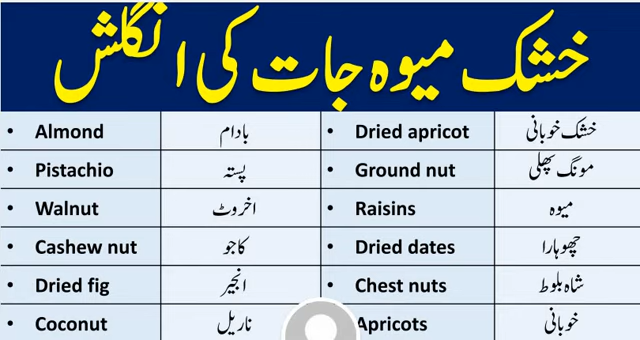 خشک میوہ جات کی انگلش
Almond بادام Dried apricot خشک خوبانی
Pistachio پستہ Ground nut مونگ پھلی
Walnut اخروٹ Raisins میوہ
Cashew nut کاجو Dried dates چھوہارا
Dried fig انجیر Chest nuts شاہ بلوط
Coconut ناریل Apricots خوبانی